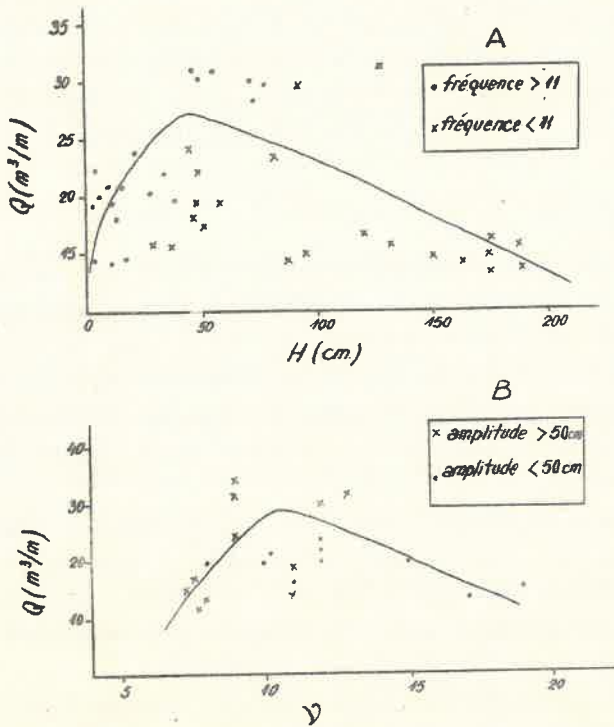 A
35
30
25
20
15
Q (m³/m)
• fréquence > 11
x fréquence < 11
0 50 100 150 200
H (cm.)
B
40
30
20
10
Q (m³/m)
x amplitude > 50 cm
• amplitude < 50 cm
5 10 15 20
ν